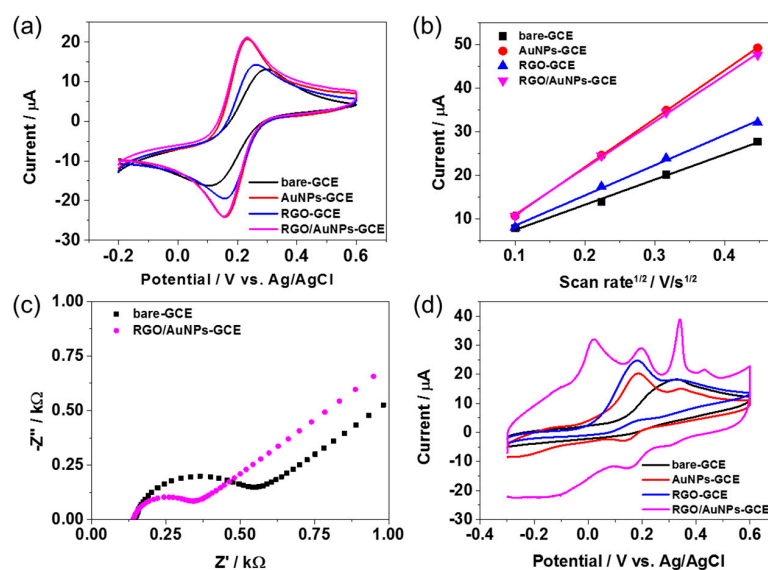 (a)
Current / µA
30
20
10
0
-10
-20
-30
-0.2 0.0 0.2 0.4 0.6
Potential / V vs. Ag/AgCl
bare-GCE
AuNPs-GCE
RGO-GCE
RGO/AuNPs-GCE
(b)
Current / µA
50
40
30
20
10
0.1 0.2 0.3 0.4
Scan rate^1/2 / V/s^1/2
bare-GCE
AuNPs-GCE
RGO-GCE
RGO/AuNPs-GCE
(c)
-Z'' / kΩ
1.00
0.75
0.50
0.25
0.00
0.00 0.25 0.50 0.75 1.00
Z' / kΩ
bare-GCE
RGO/AuNPs-GCE
(d)
Current / µA
50
40
30
20
10
0
-10
-20
-30
-0.2 0.0 0.2 0.4 0.6
Potential / V vs. Ag/AgCl
bare-GCE
AuNPs-GCE
RGO-GCE
RGO/AuNPs-GCE